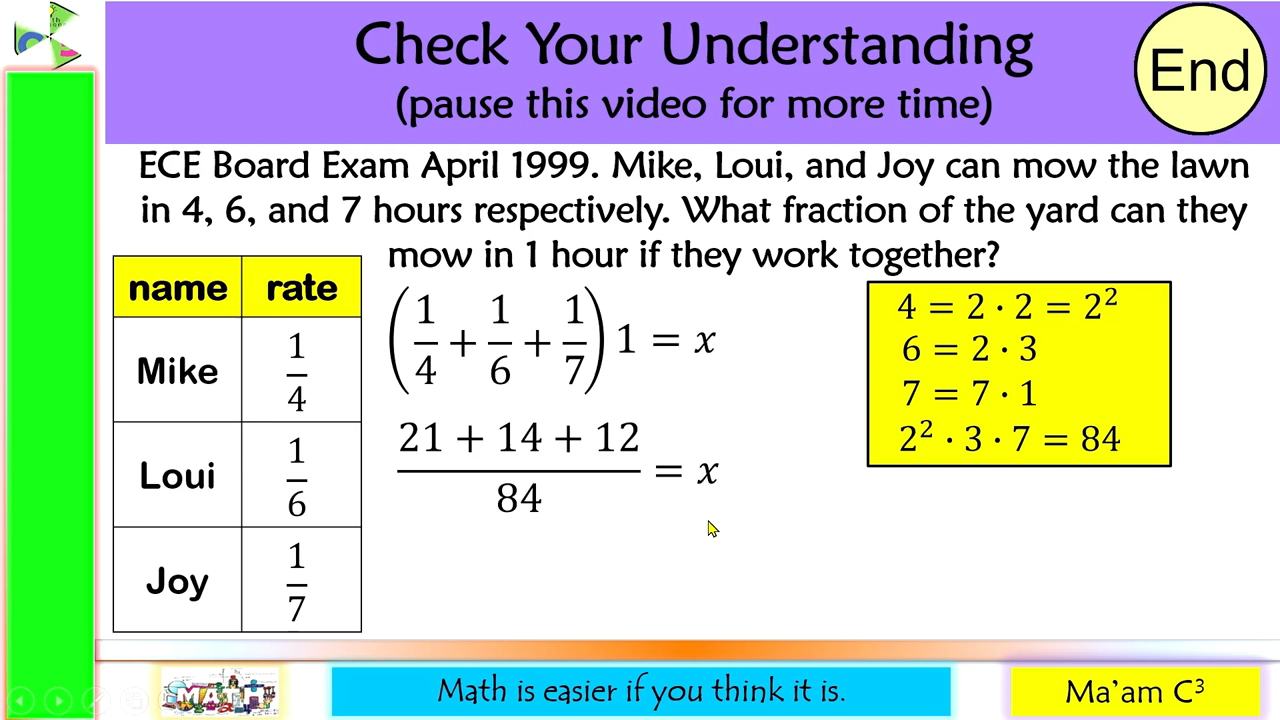 Check Your Understanding
(pause this video for more time)
End
ECE Board Exam April 1999. Mike, Loui, and Joy can mow the lawn
in 4, 6, and 7 hours respectively. What fraction of the yard can they
mow in 1 hour if they work together?
name rate
Mike 1/4
Loui 1/6
Joy 1/7
(1/4 + 1/6 + 1/7) 1 = x
(21 + 14 + 12)/84 = x
4 = 2 · 2 = 2²
6 = 2 · 3
7 = 7 · 1
2² · 3 · 7 = 84
MATH
Math is easier if you think it is.
Ma'am C³